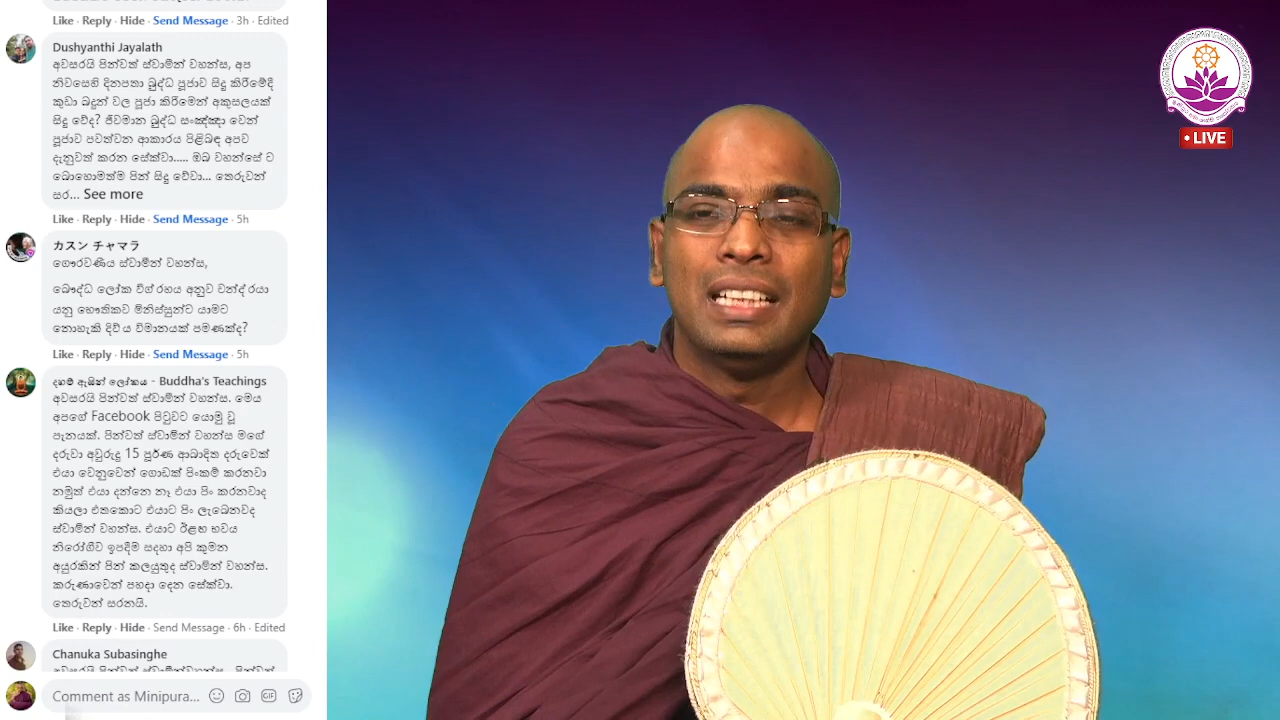 Like · Reply · Hide · Send Message · 3h · Edited
Dushyanthi Jayalath
අවසරයි පින්වත් ස්වාමින් වහන්ස, අප
නිවසෙහි දිනපතා බුද්ධ පූජාව සිදු කිරීමේදී
කුඩා බඳුන් වල පූජා කිරීමෙන් අකුසලයක්
සිදු වේද? ජීවමාන බුද්ධ සංඤ්ඤා වෙන්
පූජාව පවත්වන ආකාරය පිළිබඳ අපව
දැනුවත් කරන සේක්වා..... ඔබ වහන්සේ ට
බොහොමත්ම පින් සිදු වේවා... තෙරුවන්
සර... See more
Like · Reply · Hide · Send Message · 5h
カスン チャマラ
ගෞරවණීය ස්වාමීන් වහන්ස,
බෞද්ධ ලෝක විග් රහය අනුව චන්ද් රයා
යනු භෞතිකව මිනිස්සුන්ට යාමට
නොහැකි දිව් ය විමානයක් පමණක්ද?
Like · Reply · Hide · Send Message · 5h
දහම් ඇසින් ලෝකය - Buddha's Teachings
අවසරයි පින්වත් ස්වාමීන් වහන්ස. මෙය
අපගේ Facebook පිටුවට යොමු වූ
පැනයක්. පින්වත් ස්වාමීන් වහන්ස මගේ
දරුවා අවුරුදු 15 පූර්ණ ආබාදිත දරුවෙක්
එයා වෙනුවෙන් ගොඩක් පිංකම් කරනවා
නමුත් එයා දන්නෙ නෑ එයා පිං කරනවාද
කියලා එතකොට එයාට පිං ලැබෙනවද
ස්වාමීන් වහන්ස. එයාට ඊළඟ භවය
නිරෝගීව ඉපදීම සදහා අපි කුමන
අයුරකින් පින් කලයුතුද ස්වාමීන් වහන්ස.
කරුණාවෙන් පහදා දෙන සේක්වා.
තෙරුවන් සරනයි.
Like · Reply · Hide · Send Message · 6h · Edited
Chanuka Subasinghe
Comment as Minipura...
GIF
LIVE